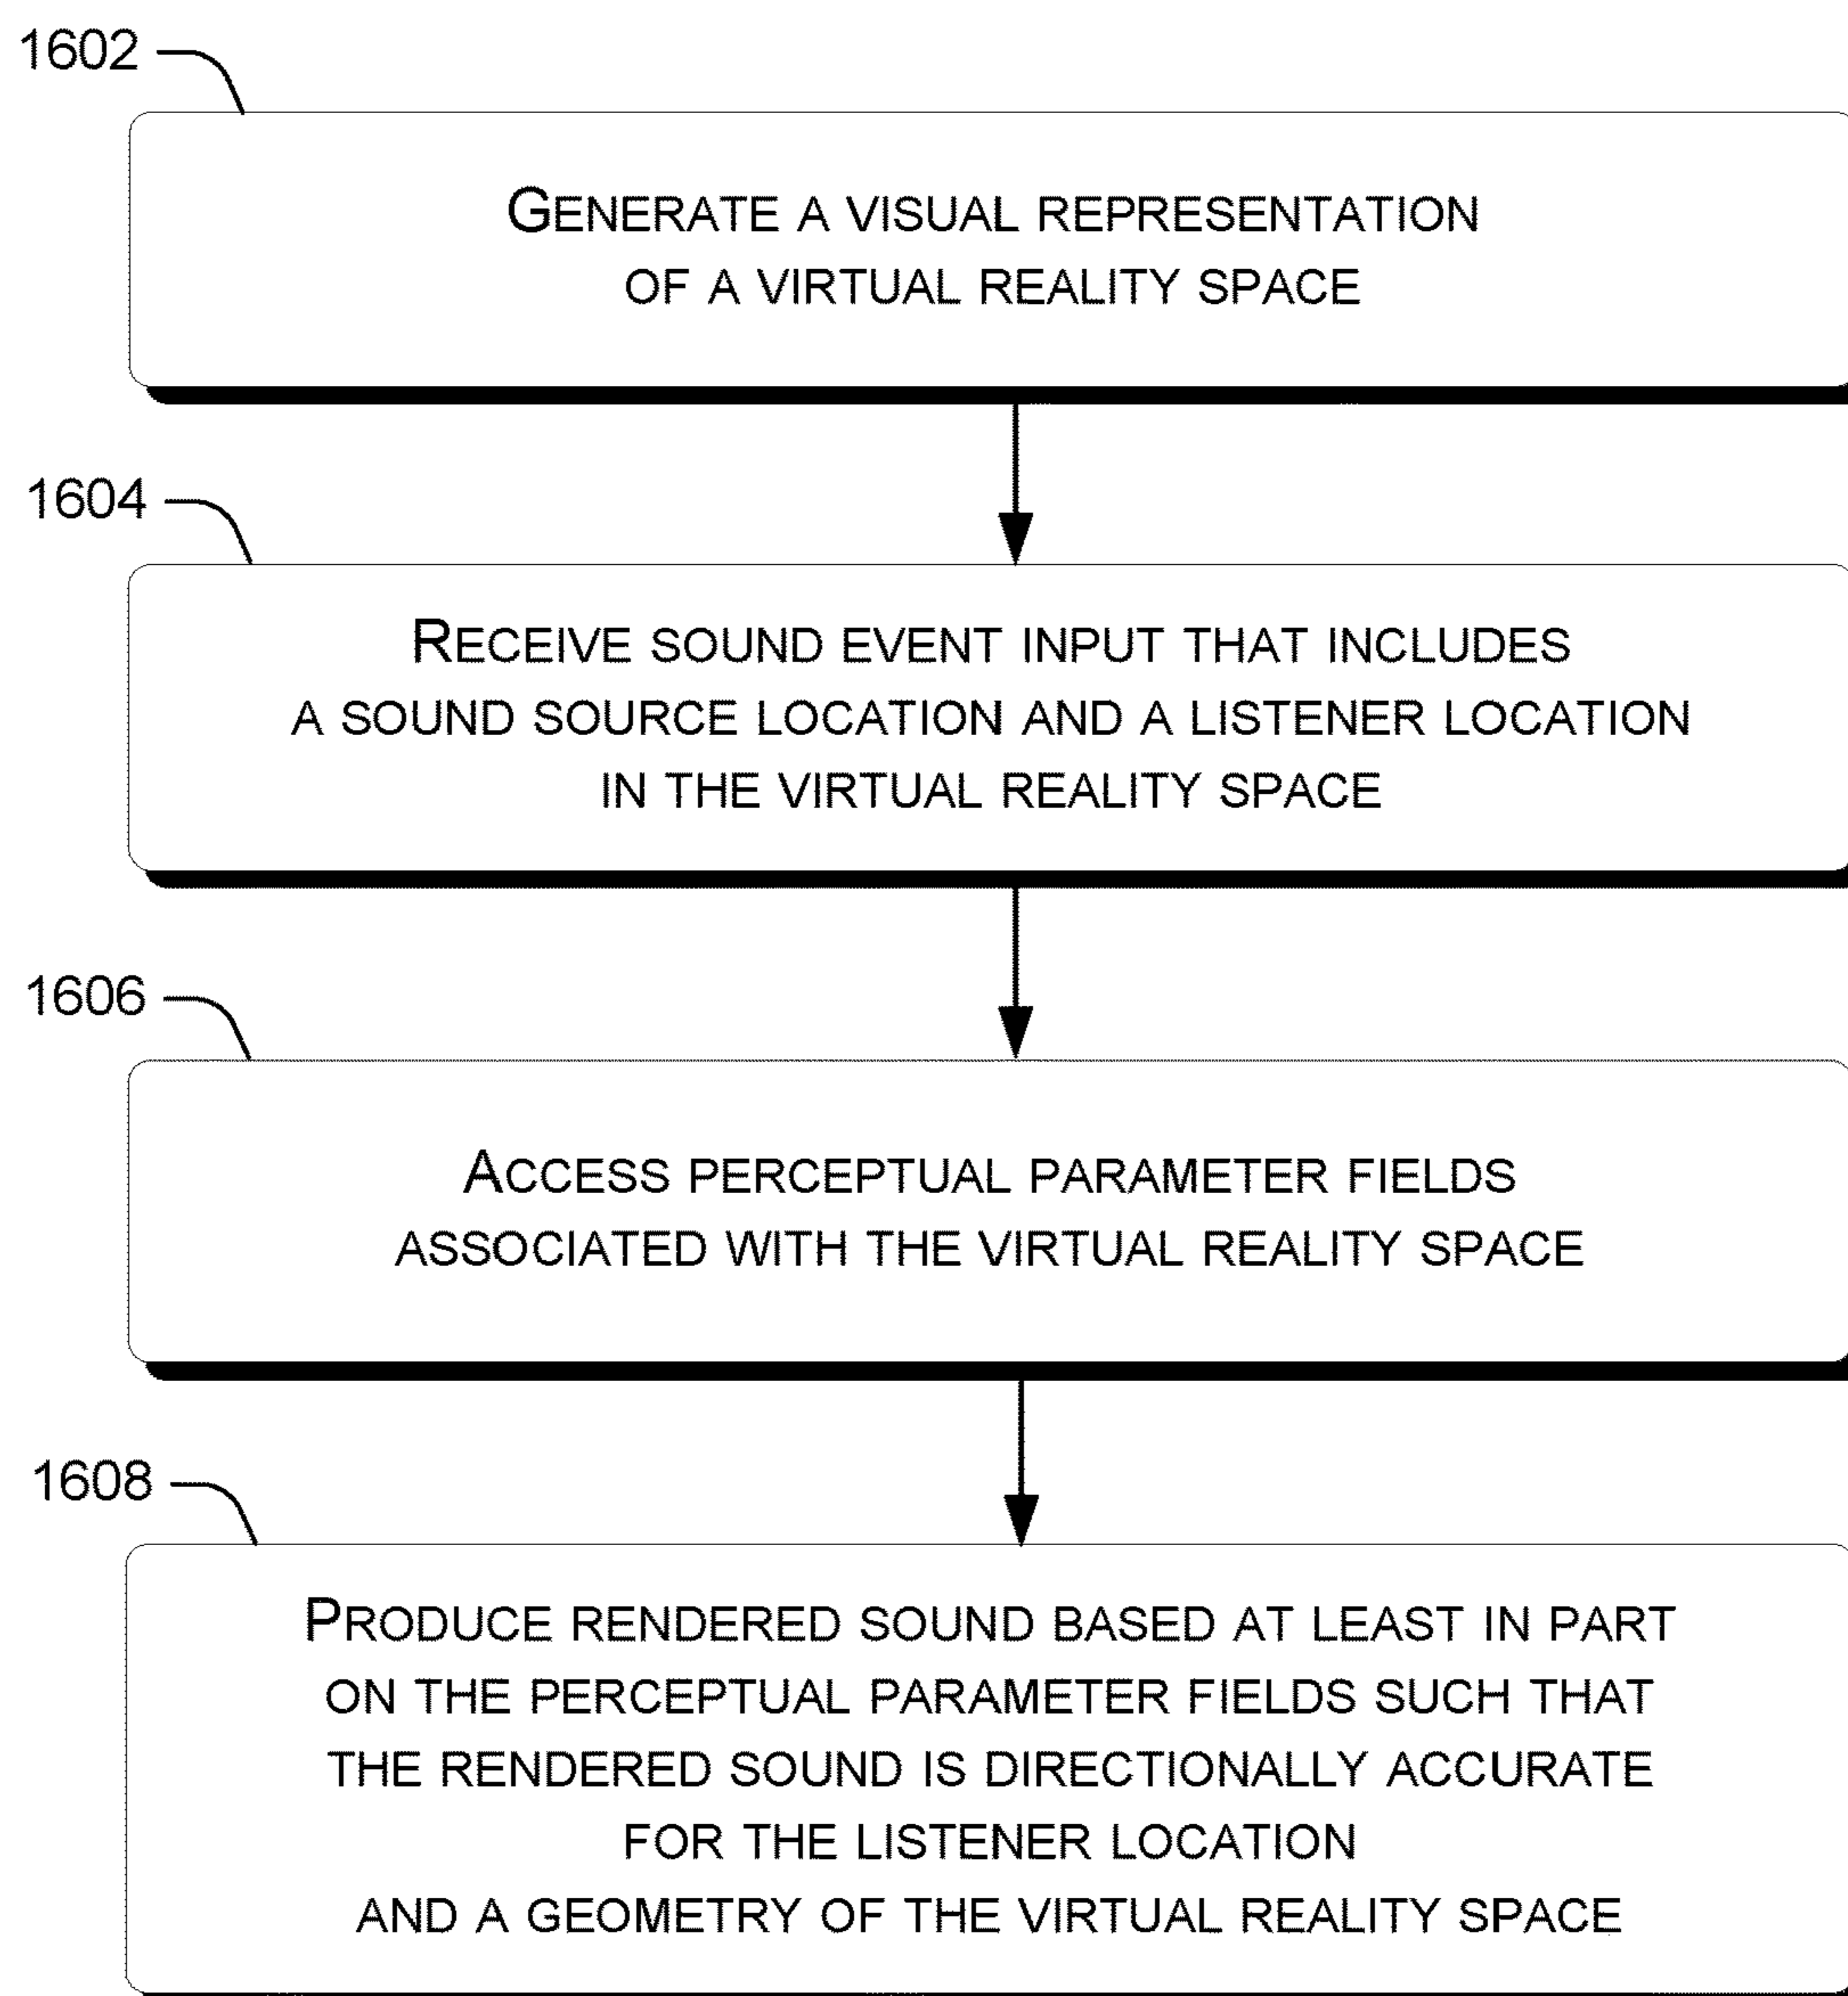 1602
GENERATE A VISUAL REPRESENTATION
OF A VIRTUAL REALITY SPACE
1604
RECEIVE SOUND EVENT INPUT THAT INCLUDES
A SOUND SOURCE LOCATION AND A LISTENER LOCATION
IN THE VIRTUAL REALITY SPACE
1606
ACCESS PERCEPTUAL PARAMETER FIELDS
ASSOCIATED WITH THE VIRTUAL REALITY SPACE
1608
PRODUCE RENDERED SOUND BASED AT LEAST IN PART
ON THE PERCEPTUAL PARAMETER FIELDS SUCH THAT
THE RENDERED SOUND IS DIRECTIONALLY ACCURATE
FOR THE LISTENER LOCATION
AND A GEOMETRY OF THE VIRTUAL REALITY SPACE